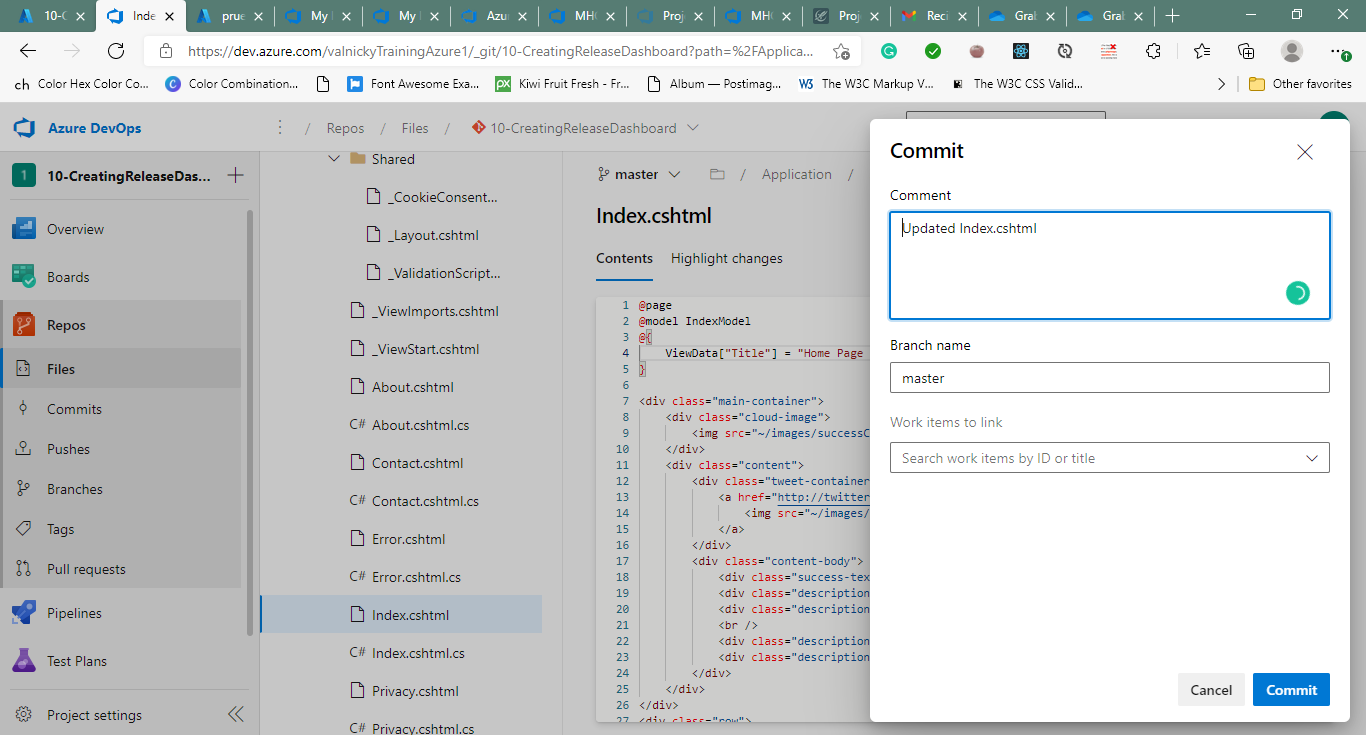 10-C
Inde
prue
My I
My I
Azur
MHC
Proj
MHC
Proj
Reci
Gral
Gral
https://dev.azure.com/valnickyTrainingAzure1/_git/10-CreatingReleaseDashboard?path=%2FApplica...
ch Color Hex Color Co...
Color Combination...
Font Awesome Exa...
Kiwi Fruit Fresh - Fr...
Album — Postimag...
The W3C Markup V...
The W3C CSS Valid...
Other favorites
Azure DevOps
/ Repos / Files / 10-CreatingReleaseDashboard
1 10-CreatingReleaseDas...
Overview
Boards
Repos
Files
Commits
Pushes
Branches
Tags
Pull requests
Pipelines
Test Plans
Project settings
Shared
_CookieConsent...
_Layout.cshtml
_ValidationScript...
_ViewImports.cshtml
_ViewStart.cshtml
About.cshtml
C# About.cshtml.cs
Contact.cshtml
C# Contact.cshtml.cs
Error.cshtml
C# Error.cshtml.cs
Index.cshtml
C# Index.cshtml.cs
Privacy.cshtml
C# Privacy.cshtml.cs
master / Application /
Index.cshtml
Contents Highlight changes
1 @page
2 @model IndexModel
3 @{
4 ViewData["Title"] = "Home Page
5 }
6
7 <div class="main-container">
8 <div class="cloud-image">
9 <img src="~/images/successC
10 </div>
11 <div class="content">
12 <div class="tweet-container
13 <a href="http://twitter
14 <img src="~/images/
15 </a>
16 </div>
17 <div class="content-body">
18 <div class="success-tex
19 <div class="description
20 <div class="description
21 <br />
22 <div class="description
23 <div class="description
24 </div>
25 </div>
26 </div>
27 <div class="row">
Commit
Comment
Updated Index.cshtml
Branch name
master
Work items to link
Search work items by ID or title
Cancel
Commit